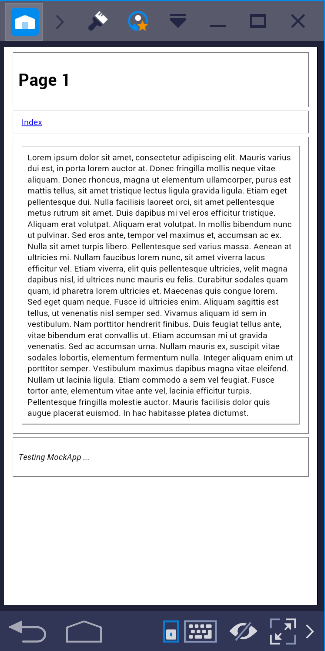 Page 1
Index
Lorem ipsum dolor sit amet, consectetur adipiscing elit. Mauris varius
dui est, in porta lorem auctor at. Donec fringilla mollis neque vitae
aliquam. Donec rhoncus, magna ut elementum ullamcorper, purus est
mattis tellus, sit amet tristique lectus ligula gravida ligula. Etiam eget
pellentesque dui. Nulla facilisis laoreet orci, sit amet pellentesque
metus rutrum sit amet. Duis dapibus mi vel eros efficitur tristique.
Aliquam erat volutpat. Aliquam erat volutpat. In mollis bibendum nunc
ut pulvinar. Sed eros ante, tempor vel maximus et, accumsan ac ex.
Nulla sit amet turpis libero. Pellentesque sed varius massa. Aenean at
ultricies mi. Nullam faucibus lorem nunc, sit amet viverra lacus
efficitur vel. Etiam viverra, elit quis pellentesque ultricies, velit magna
dapibus nisl, id ultrices nunc mauris eu felis. Curabitur sodales quam
quam, id pharetra lorem ultricies et. Maecenas quis congue lorem.
Sed eget quam neque. Fusce id ultricies enim. Aliquam sagittis est
tellus, ut venenatis nisl semper sed. Vivamus aliquam id sem in
vestibulum. Nam porttitor hendrerit finibus. Duis feugiat tellus ante,
vitae bibendum erat convallis ut. Etiam accumsan mi ut gravida
venenatis. Sed ac accumsan urna. Nullam mauris ex, suscipit vitae
sodales lobortis, elementum fermentum nulla. Integer aliquam enim ut
porttitor semper. Vestibulum maximus dapibus magna vitae eleifend.
Nullam ut lacinia ligula. Etiam commodo a sem vel feugiat. Fusce
tortor ante, elementum vitae ante vel, lacinia efficitur turpis.
Pellentesque fringilla molestie auctor. Mauris facilisis dolor quis
augue placerat euismod. In hac habitasse platea dictumst.
Testing MockApp ...